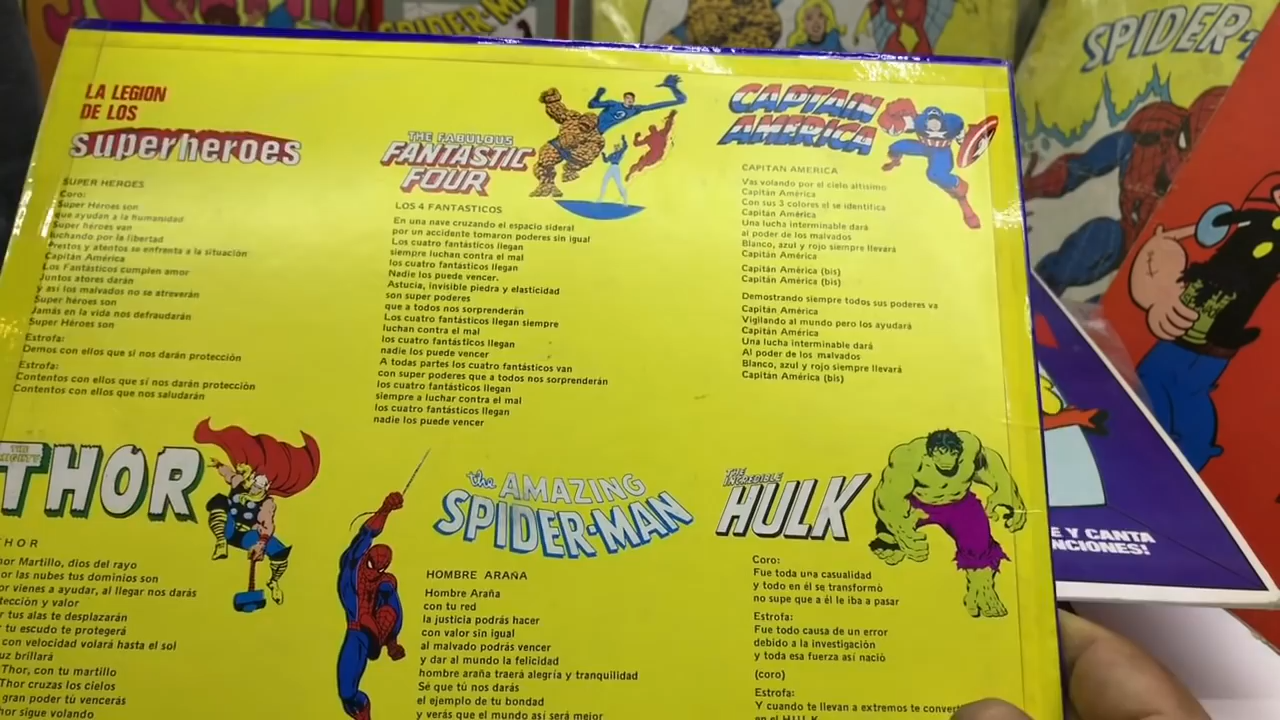 SPIDER-MAN
SPIDER-
LA LEGION
DE LOS
superheroes
SUPER HEROES
Coro:
Super Héroes son
que ayudan a la humanidad
Super héroes van
luchando por la libertad
Prestos y atentos se enfrenta a la situación
Capitán América
Los Fantásticos cumplen amor
Juntos atores darán
y así los malvados no se atreverán
Super héroes son
Jamás en la vida nos defraudarán
Super Héroes son
Estrofa:
Demos con ellos que si nos darán protección
Estrofa:
Contentos con ellos que sí nos darán protección
Contentos con ellos que nos saludarán
THE FABULOUS
FANTASTIC
FOUR
LOS 4 FANTASTICOS
En una nave cruzando el espacio sideral
por un accidente tomaron poderes sin igual
Los cuatro fantásticos llegan
siempre luchan contra el mal
los cuatro fantásticos llegan
Nadie los puede vencer.
Astucia, invisible piedra y elasticidad
son super poderes
que a todos nos sorprenderán
Los cuatro fantásticos llegan siempre
luchan contra el mal
los cuatro fantásticos llegan
nadie los puede vencer
A todas partes los cuatro fantásticos van
con super poderes que a todos nos sorprenderán
los cuatro fantásticos llegan
siempre a luchar contra el mal
los cuatro fantásticos llegan
nadie los puede vencer
CAPTAIN
AMERICA
CAPITAN AMERICA
Vas volando por el cielo altísimo
Capitán América
Con sus 3 colores el se identifica
Capitán América
Una lucha interminable dará
al poder de los malvados
Blanco, azul y rojo siempre llevará
Capitán América
Capitán América (bis)
Capitán América (bis)
Demostrando siempre todos sus poderes va
Capitán América
Vigilando al mundo pero los ayudará
Capitán América
Una lucha interminable dará
Al poder de los malvados
Blanco, azul y rojo siempre llevará
Capitán América (bis)
THE
MIGHTY
THOR
HOR
or Martillo, dios del rayo
or las nubes tus dominios son
or vienes a ayudar, al llegar nos darás
tección y valor
r tus alas te desplazarán
tu escudo te protegerá
con velocidad volará hasta el sol
uz brillará
Thor, con tu martillo
Thor cruzas los cielos
gran poder tú vencerás
hor sigue volando
the AMAZING
SPIDER-MAN
HOMBRE ARAÑA
Hombre Araña
con tu red
la justicia podrás hacer
con valor sin igual
al malvado podrás vencer
y dar al mundo la felicidad
hombre araña traerá alegría y tranquilidad
Sé que tú nos darás
el ejemplo de tu bondad
y verás que el mundo así será mejor
THE
INCREDIBLE
HULK
Coro:
Fue toda una casualidad
y todo en él se transformó
no supe que a él le iba a pasar
Estrofa:
Fue todo causa de un error
debido a la investigación
y toda esa fuerza así nació
(coro)
Estrofa:
Y cuando te llevan a extremos te convert
en el HULK
E Y CANTA
NCIONES!